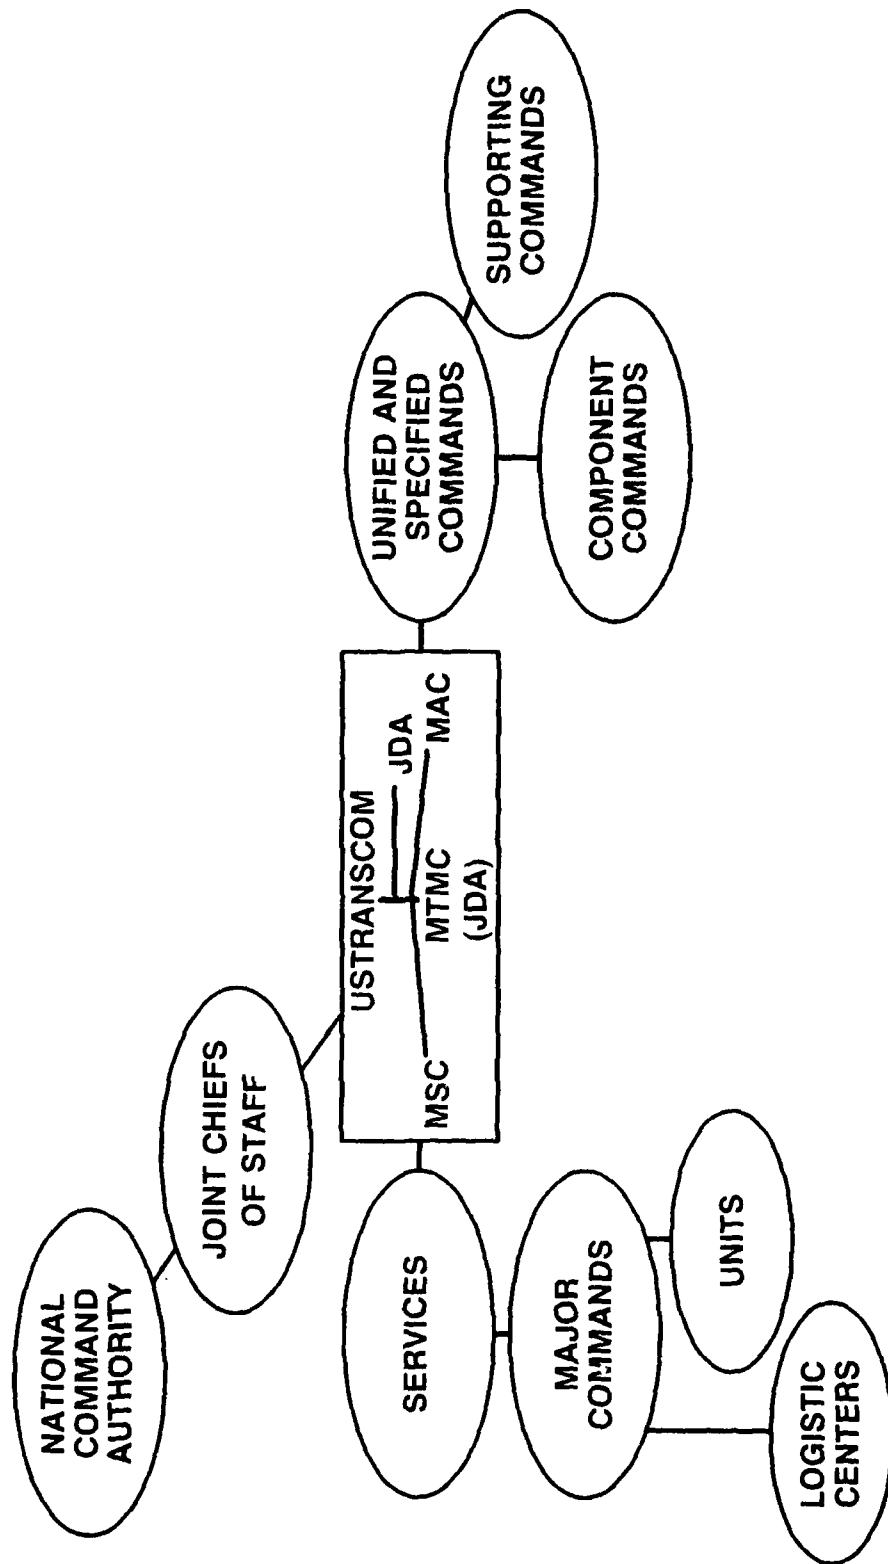 NATIONAL
COMMAND
AUTHORITY
JOINT CHIEFS
OF STAFF
USTRANSCOM
JDA
MSC
MTMC
MAC
(JDA)
SERVICES
UNIFIED AND
SPECIFIED
COMMANDS
SUPPORTING
COMMANDS
MAJOR
COMMANDS
COMPONENT
COMMANDS
UNITS
LOGISTIC
CENTERS